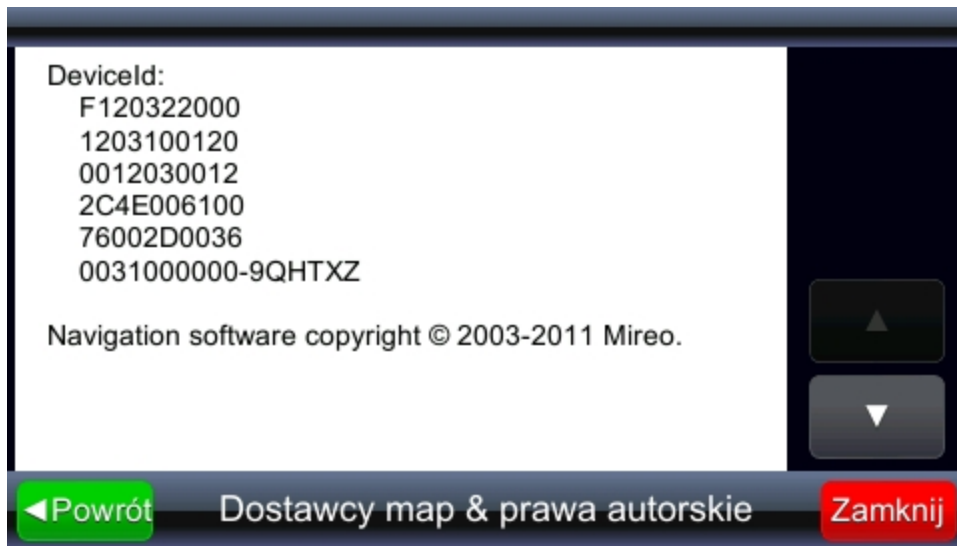 DeviceId:
F120322000
1203100120
0012030012
2C4E006100
76002D0036
0031000000-9QHTXZ
Navigation software copyright © 2003-2011 Mireo.
Powrót
Dostawcy map & prawa autorskie
Zamknij